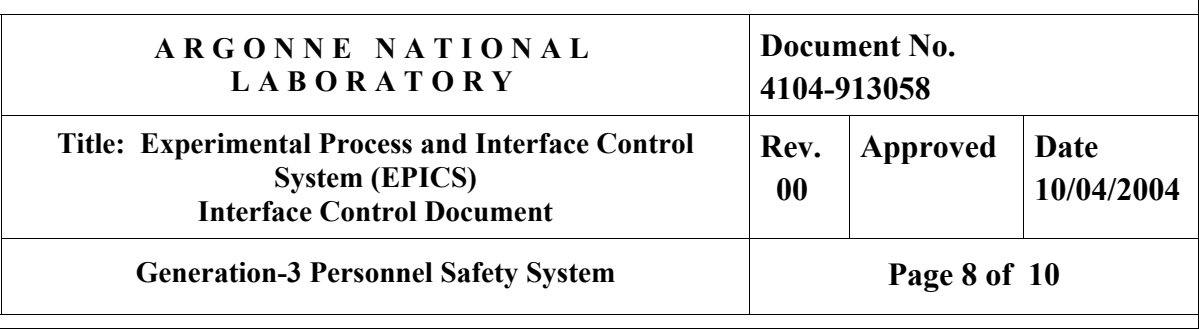 A R G O N N E N A T I O N A L
L A B O R A T O R Y
Document No.
4104-913058
Title: Experimental Process and Interface Control
System (EPICS)
Interface Control Document
Rev.
00
Approved
Date
10/04/2004
Generation-3 Personnel Safety System
Page 8 of 10